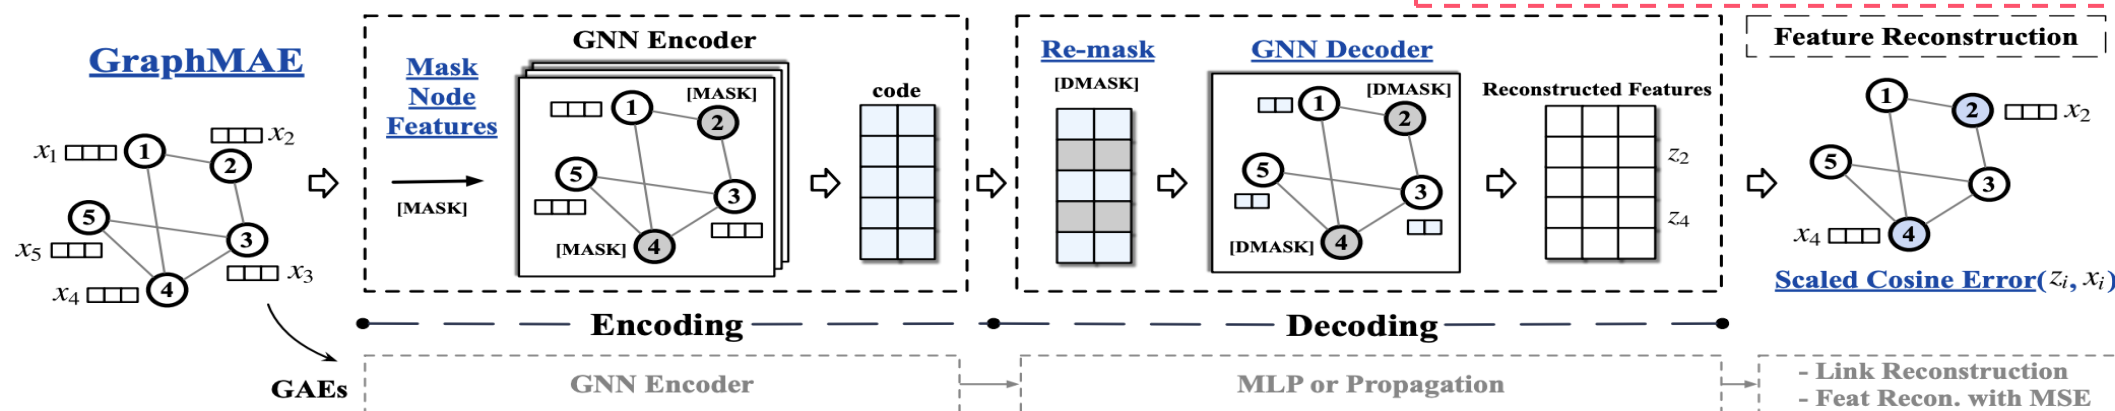 GraphMAE
x1
1
x2
2
5
x5
3
x3
x4
4
Mask
Node
Features
[MASK]
GNN Encoder
1
[MASK]
2
5
3
[MASK]
4
code
Re-mask
[DMASK]
GNN Decoder
1
[DMASK]
2
5
3
[DMASK]
4
Reconstructed Features
z2
z4
Feature Reconstruction
1
2
x2
5
3
x4
4
Scaled Cosine Error(zi, xi)
Encoding
Decoding
GAEs
GNN Encoder
MLP or Propagation
- Link Reconstruction
- Feat Recon. with MSE